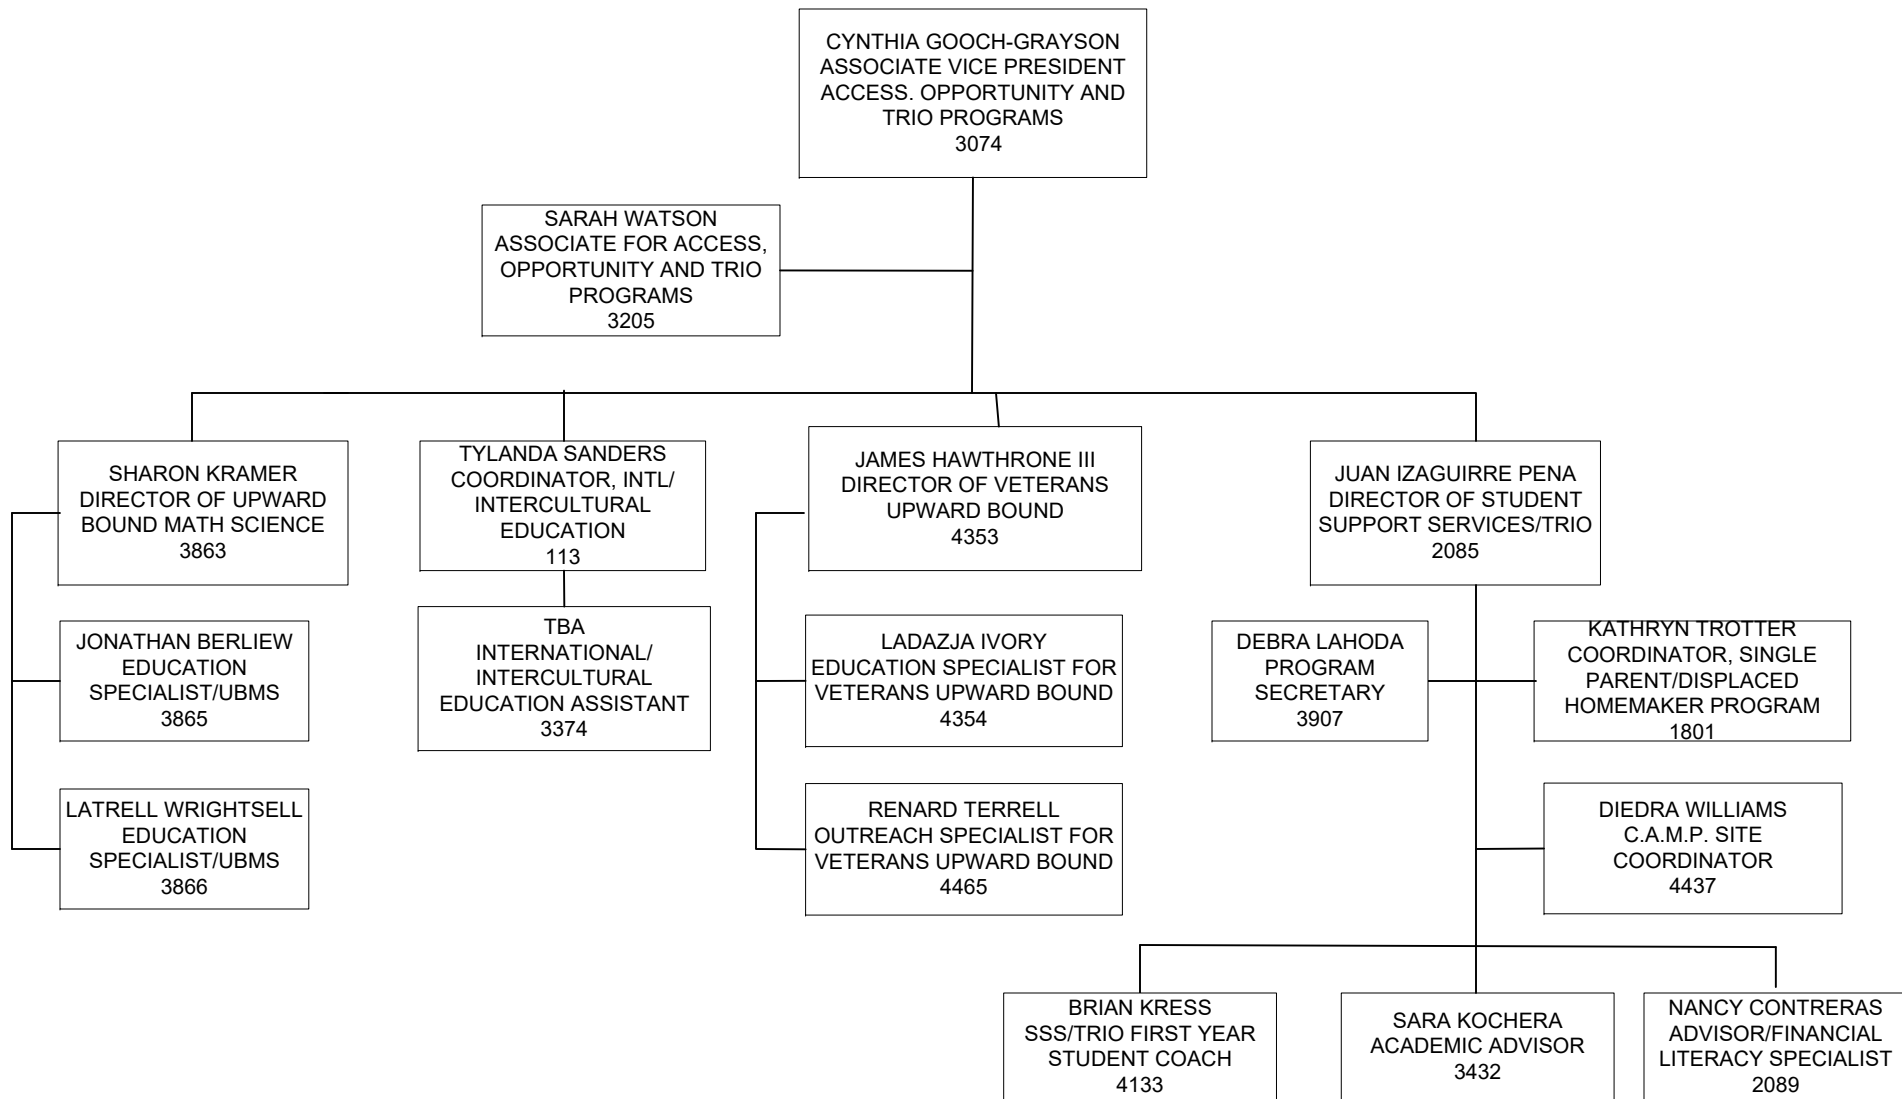 CYNTHIA GOOCH-GRAYSON
ASSOCIATE VICE PRESIDENT
ACCESS. OPPORTUNITY AND
TRIO PROGRAMS
3074
SARAH WATSON
ASSOCIATE FOR ACCESS,
OPPORTUNITY AND TRIO
PROGRAMS
3205
SHARON KRAMER
DIRECTOR OF UPWARD
BOUND MATH SCIENCE
3863
TYLANDA SANDERS
COORDINATOR, INTL/
INTERCULTURAL
EDUCATION
113
JAMES HAWTHRONE III
DIRECTOR OF VETERANS
UPWARD BOUND
4353
JUAN IZAGUIRRE PENA
DIRECTOR OF STUDENT
SUPPORT SERVICES/TRIO
2085
JONATHAN BERLIEW
EDUCATION
SPECIALIST/UBMS
3865
TBA
INTERNATIONAL/
INTERCULTURAL
EDUCATION ASSISTANT
3374
LADAZJA IVORY
EDUCATION SPECIALIST FOR
VETERANS UPWARD BOUND
4354
DEBRA LAHODA
PROGRAM
SECRETARY
3907
KATHRYN TROTTER
COORDINATOR, SINGLE
PARENT/DISPLACED
HOMEMAKER PROGRAM
1801
LATRELL WRIGHTSELL
EDUCATION
SPECIALIST/UBMS
3866
RENARD TERRELL
OUTREACH SPECIALIST FOR
VETERANS UPWARD BOUND
4465
DIEDRA WILLIAMS
C.A.M.P. SITE
COORDINATOR
4437
BRIAN KRESS
SSS/TRIO FIRST YEAR
STUDENT COACH
4133
SARA KOCHERA
ACADEMIC ADVISOR
3432
NANCY CONTRERAS
ADVISOR/FINANCIAL
LITERACY SPECIALIST
2089